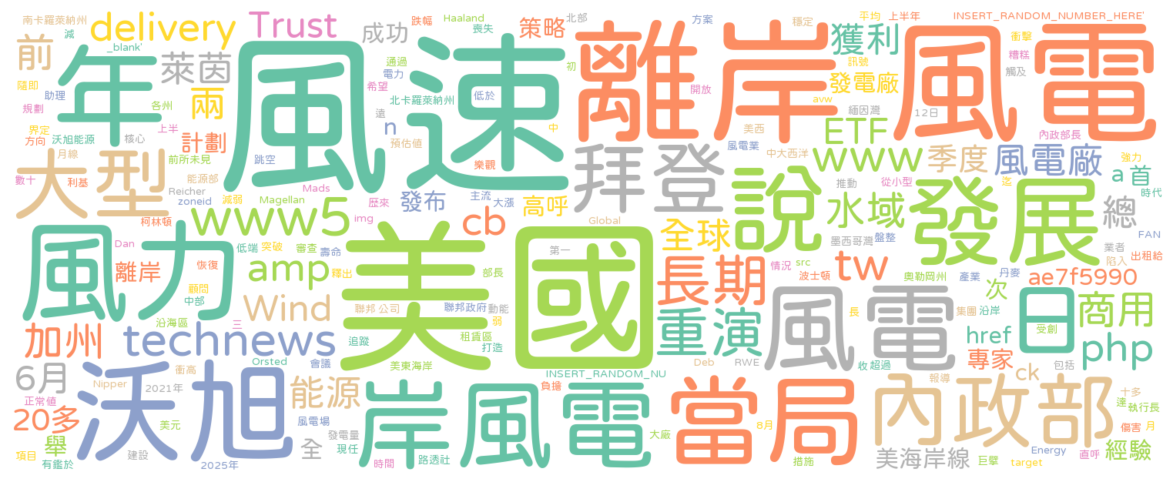 南卡羅萊納州 減 delivery Trust 跌幅 Haaland 喪失 北部 策略 方案 穩定 平均 上半年 INSERT_RANDOM_NUMBER_HERE'
_blank' 成功 獲利 衝擊 糟糕
前 年 萊茵 風速 通過 初 離岸風電 訊號 觸及
隨即 助理 兩 電力 希望 低於 開放 發電廠 avw 緬因灣
規劃 各州 北卡羅萊納州 12日
沃旭能源 上半 核心 計劃 遠 n 預估值 中 美西 風電業 ETF 內政部長
界定 方向 月線 前所未見 跳空 樂觀 拜登 中大西洋 www 季度 風電廠 強力 a 首
大型 數十 利基 能源部 Mads 主流 大漲 說 推動 從小型 時代
Reicher zoneid 減弱 Magellan 歷來 發布 高呼 Global 水域 發展 總
柯林頓 www5 img cb 全球 墨西哥灣 盤整 FAN
風力 Dan 低端 突破 審查 壽命 美國 第一 情況 src 業者 陷入 出租給
離岸 恢復 amp 釋出 部長 長期 波士頓 tw 奧勒岡州 產業 丹麥 ae7f5990
顧問 中部 Wind 聯邦公司 聯邦政府 動能 風電 長 次 集團 沿岸 日 商用
加州 沿海區 三 租賃區 弱 重演 href 受創
technews 追蹤 打造 專家 php
Orsted 會議 美東海岸 INSERT_RANDOM_NU Deb RWE 收 超過 包括
6月 Nipper 衝高 負擔 ck
正常值 沃旭 2021年 能源 岸風電 當局 內政部 報導 十多
20多 美元 風電場 大廠 8月 達 執行長
舉 發電量 傷害 月
有鑑於 全 現任 經驗
項目 建設 2025年 時間 路透社 措施 美海岸線 巨擘 Energy target 直呼